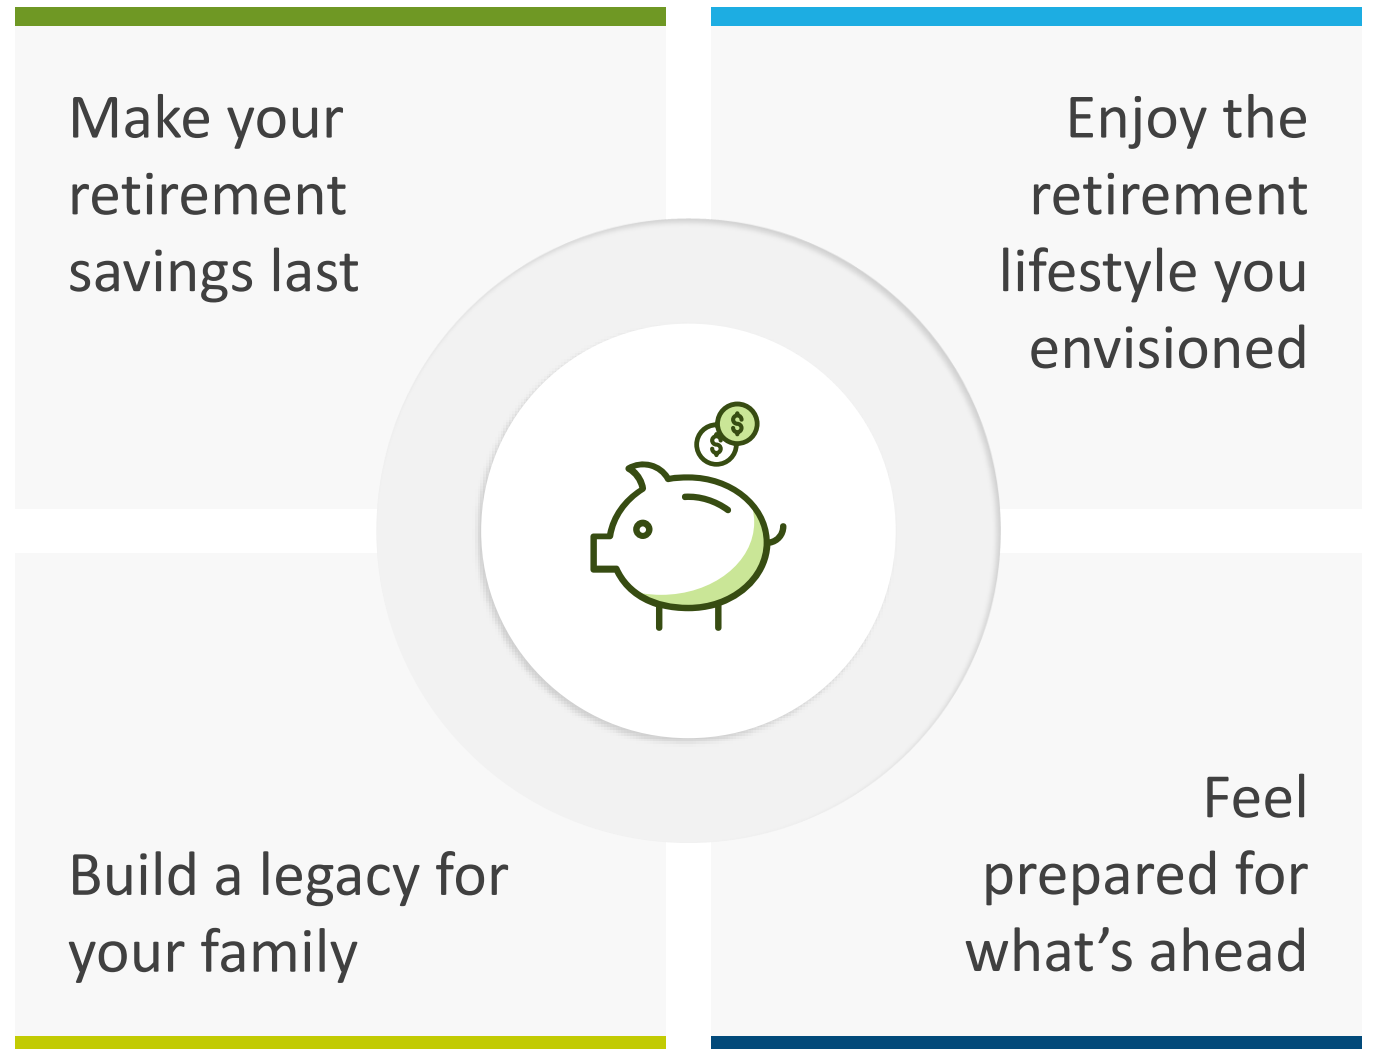 Make your
retirement
savings last
Enjoy the
retirement
lifestyle you
envisioned
$
$
Build a legacy for
your family
Feel
prepared for
what’s ahead